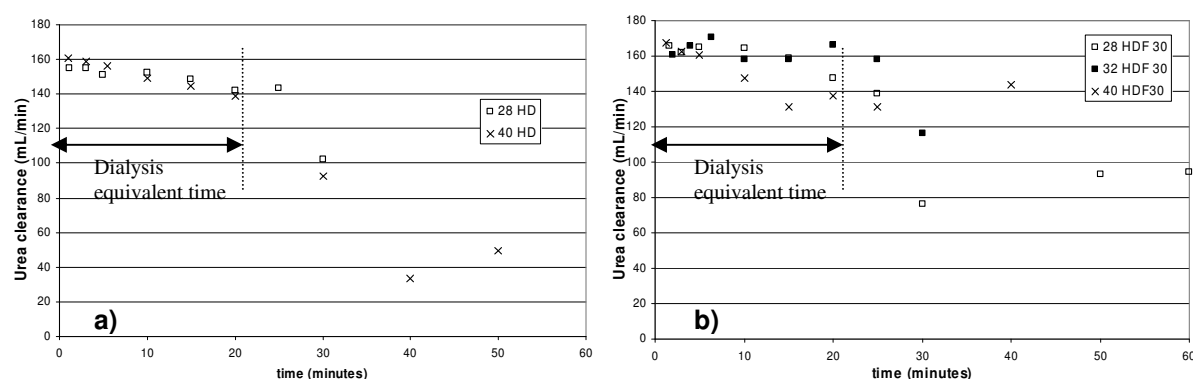 180
160
140
120
100
80
60
40
20
0
Urea clearance (mL/min)
28 HD
40 HD
Dialysis
equivalent time
a)
0 10 20 30 40 50 60
time (minutes)
180
160
140
120
100
80
60
40
20
0
Urea clearance (mL/min)
28 HDF 30
32 HDF 30
40 HDF30
Dialysis
equivalent time
b)
0 10 20 30 40 50 60
time (minutes)